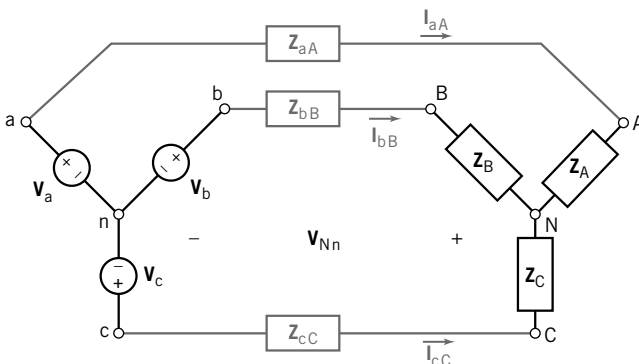 I_aA
Z_aA
a
b
Z_bB
I_bB
B
A
+
−
V_a
−
+
V_b
Z_B
Z_A
n
−
V_Nn
+
N
−
+
V_c
Z_C
c
Z_cC
I_cC
C